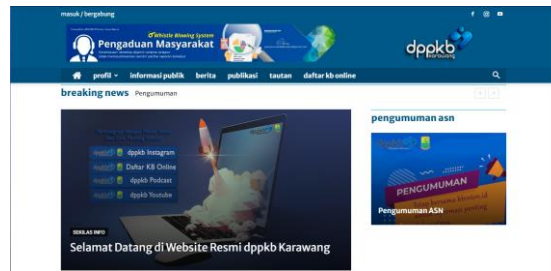 masuk / bergabung
Whistle Blowing System
Pengaduan Masyarakat
dppkb
karawang
profil
informasi publik
berita
publikasi
tautan
daftar kb online
breaking news
Pengumuman
dppkb Instagram
Daftar KB Online
dppkb Podcast
dppkb Youtube
SEKILAS INFO
Selamat Datang di Website Resmi dppkb Karawang
pengumuman asn
PENGUMUMAN
Pengumuman ASN